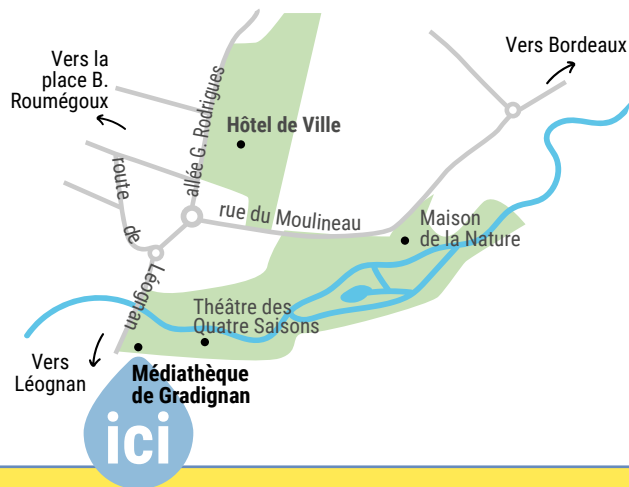 Vers la
place B.
Roumégoux
Vers Bordeaux
allée G. Rodrigues
Hôtel de Ville
route de Léognan
rue du Moulineau
Maison
de la Nature
Théâtre des
Quatre Saisons
Vers
Léognan
Médiathèque
de Gradignan
ici